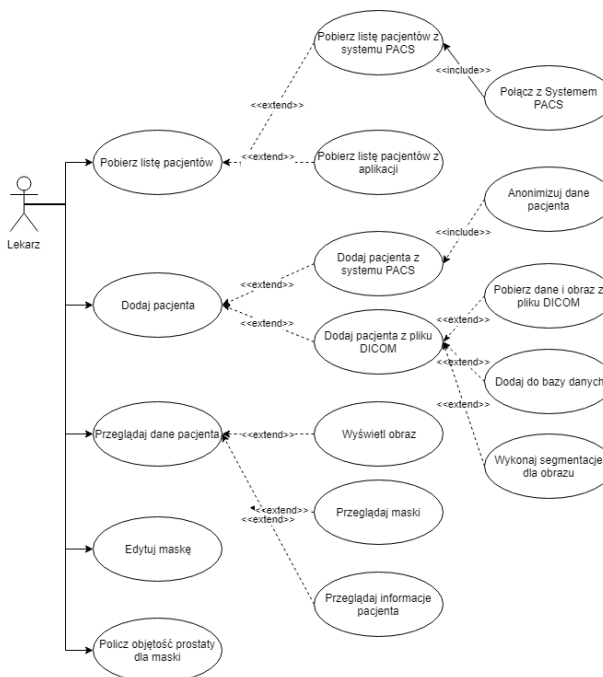 Pobierz listę pacjentów z
systemu PACS
<<include>>
Połącz z Systemem
PACS
<<extend>>
Pobierz listę pacjentów
<<extend>>
Pobierz listę pacjentów z
aplikacji
Lekarz
Anonimizuj dane
pacjenta
<<include>>
Dodaj pacjenta z
systemu PACS
<<extend>>
Dodaj pacjenta
<<extend>>
Dodaj pacjenta z pliku
DICOM
Pobierz dane i obraz z
pliku DICOM
<<extend>>
<<extend>>
Dodaj do bazy danych
<<extend>>
Wykonaj segmentacje
dla obrazu
Przeglądaj dane pacjenta
<<extend>>
Wyświetl obraz
<<extend>>
<<extend>>
Przeglądaj maski
Edytuj maskę
Przeglądaj informacje
pacjenta
Policz objętość prostaty
dla maski